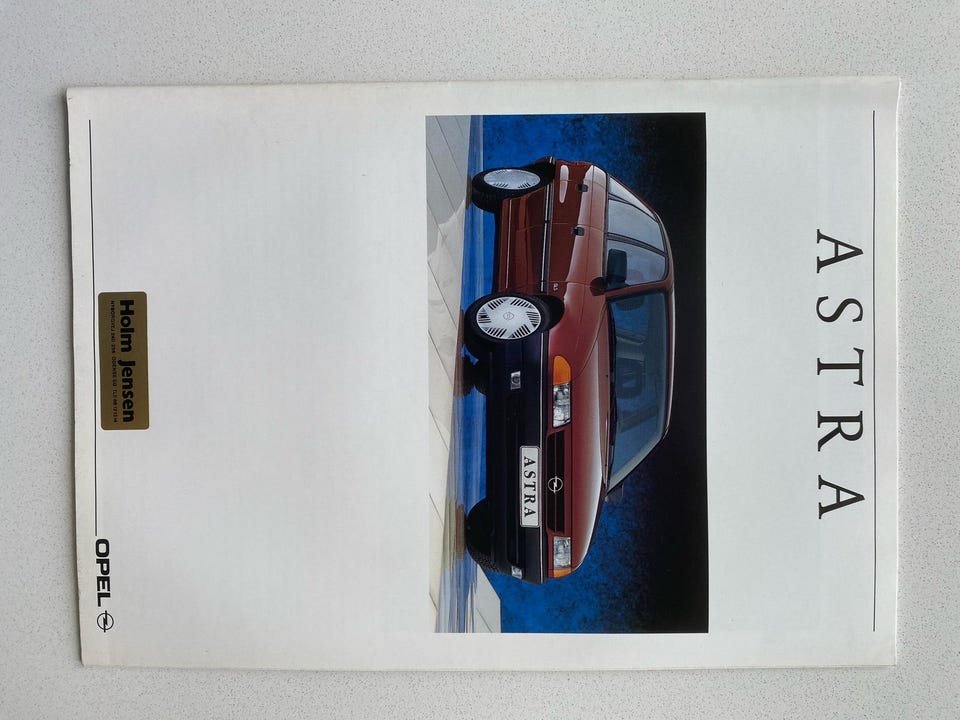 ASTRA
ASTRA
Holm Jensen
OPEL